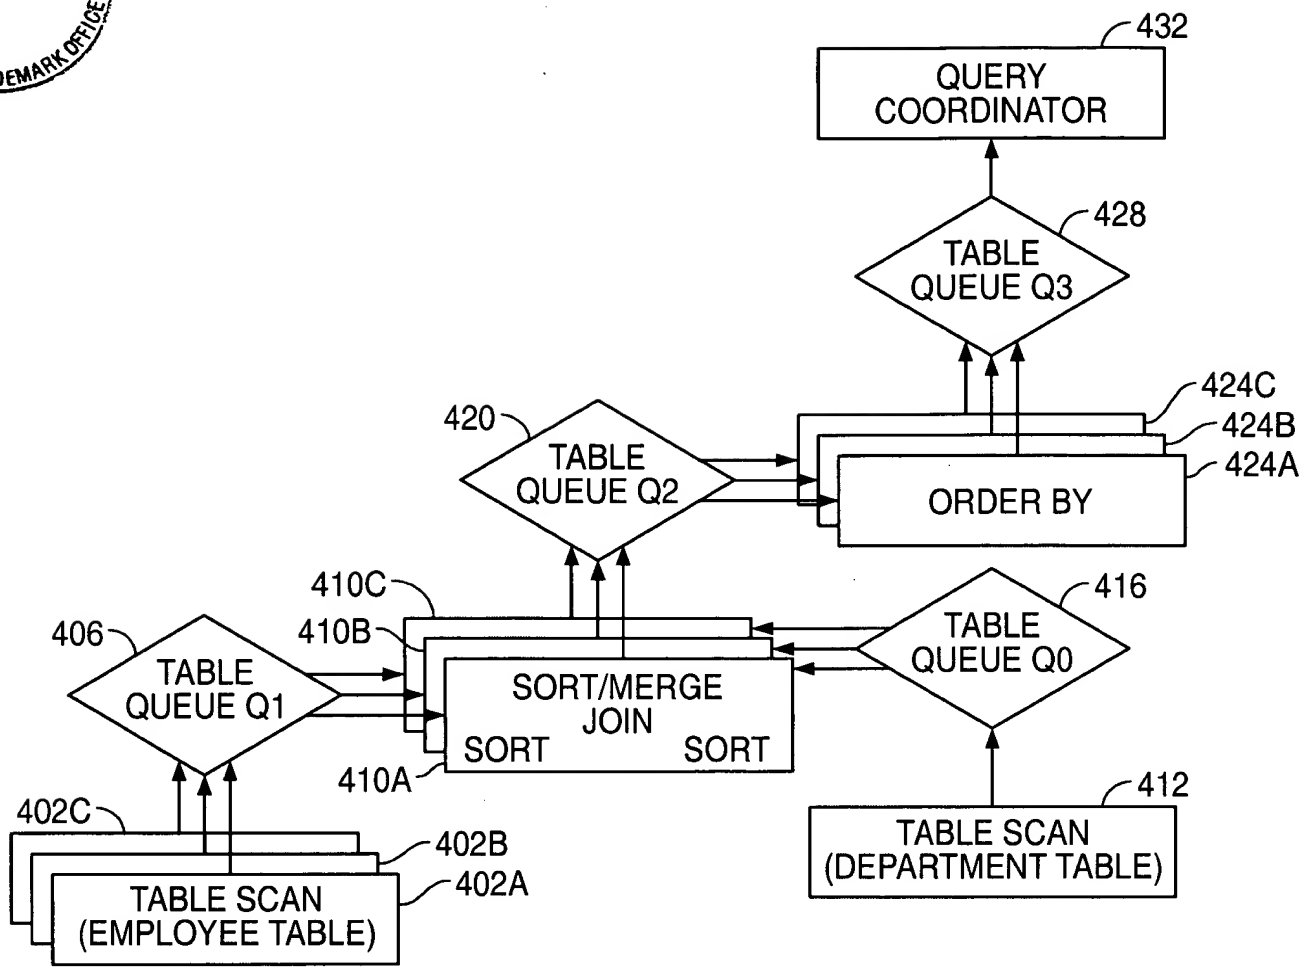 DEMARK OFFICE
432
QUERY
COORDINATOR
428
TABLE
QUEUE Q3
424C
424B
424A
ORDER BY
420
TABLE
QUEUE Q2
416
TABLE
QUEUE Q0
410C
410B
410A
SORT/MERGE
JOIN
SORT SORT
406
TABLE
QUEUE Q1
412
TABLE SCAN
(DEPARTMENT TABLE)
402C
402B
402A
TABLE SCAN
(EMPLOYEE TABLE)